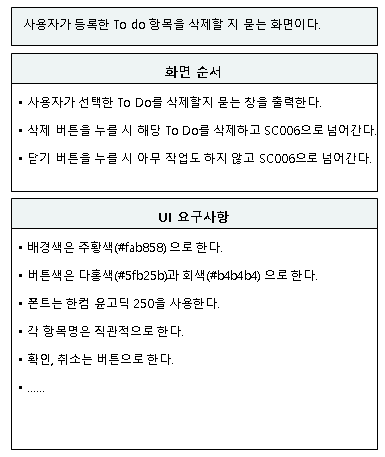 사용자가 등록한 To do 항목을 삭제할 지 묻는 화면이다.
화면 순서
• 사용자가 선택한 To Do를 삭제할지 묻는 창을 출력한다.
• 삭제 버튼을 누를 시 해당 To Do를 삭제하고 SC006으로 넘어간다.
• 닫기 버튼을 누를 시 아무 작업도 하지 않고 SC006으로 넘어간다.
UI 요구사항
• 배경색은 주황색(#fab858) 으로 한다.
• 버튼색은 다홍색(#5fb25b)과 회색(#b4b4b4) 으로 한다.
• 폰트는 한컴 윤고딕 250을 사용한다.
• 각 항목명은 직관적으로 한다.
• 확인, 취소는 버튼으로 한다.
• ......